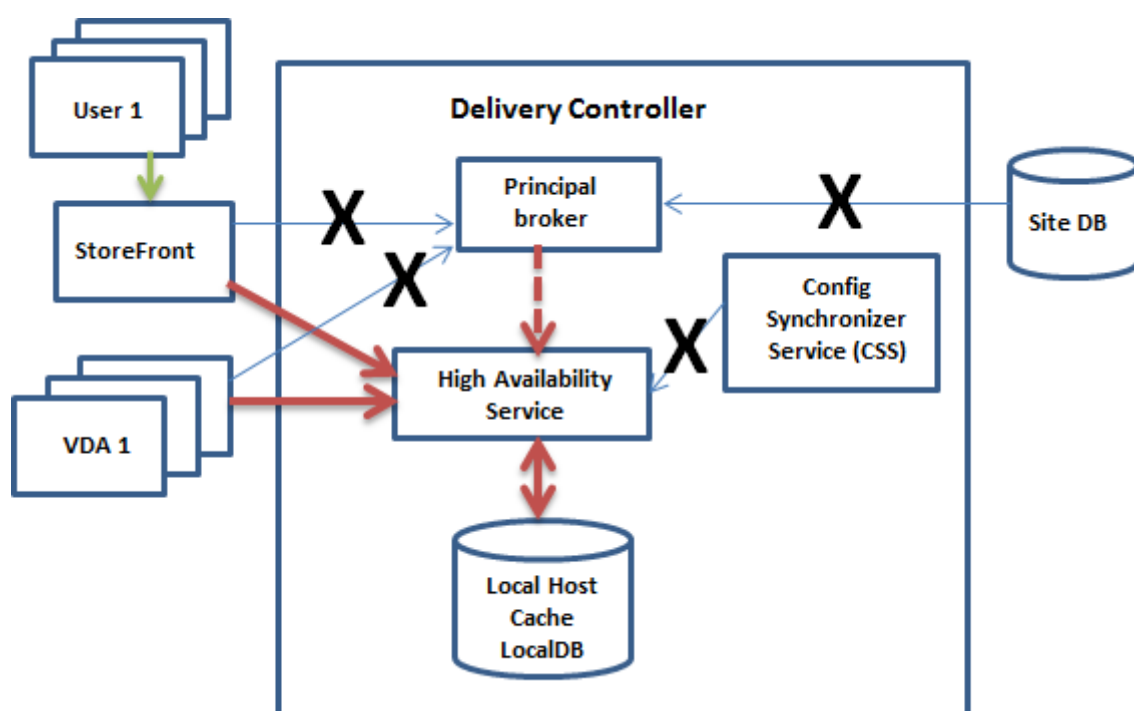 User 1
Delivery Controller
Principal
broker
X
X
StoreFront
Site DB
X
Config
Synchronizer
Service (CSS)
X
High Availability
Service
VDA 1
Local Host
Cache
LocalDB